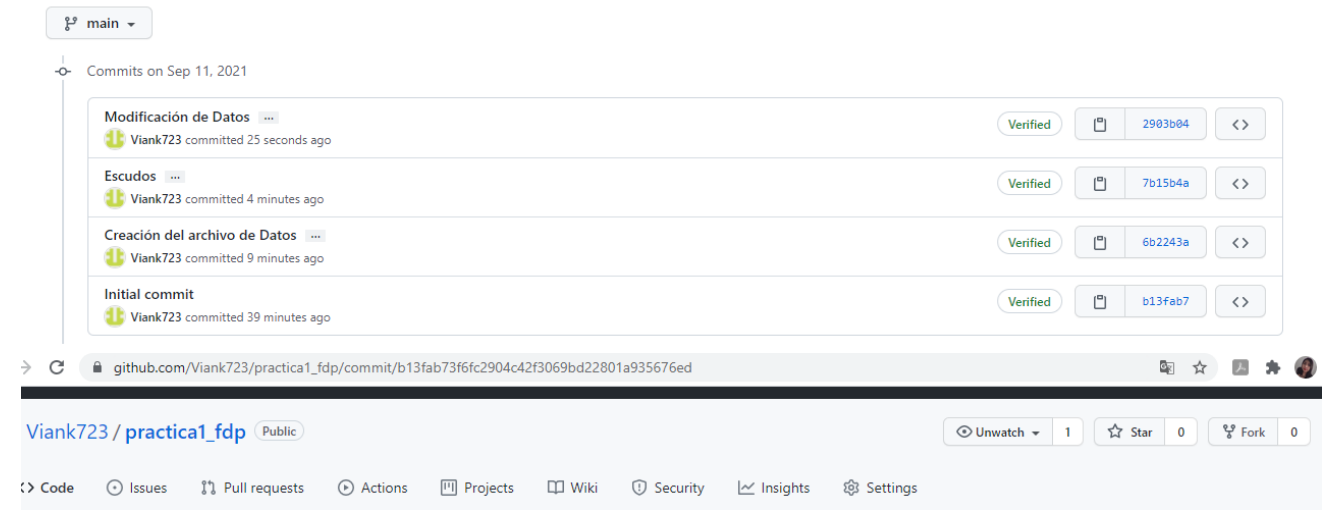 main
Commits on Sep 11, 2021
Modificación de Datos ...
Viank723 committed 25 seconds ago
Verified 2903b04
Escudos ...
Viank723 committed 4 minutes ago
Verified 7b15b4a
Creación del archivo de Datos ...
Viank723 committed 9 minutes ago
Verified 6b2243a
Initial commit
Viank723 committed 39 minutes ago
Verified b13fab7
github.com/Viank723/practica1_fdp/commit/b13fab73f6fc2904c42f3069bd22801a935676ed
Viank723 / practica1_fdp Public
Unwatch 1 Star 0 Fork 0
<> Code Issues Pull requests Actions Projects Wiki Security Insights Settings